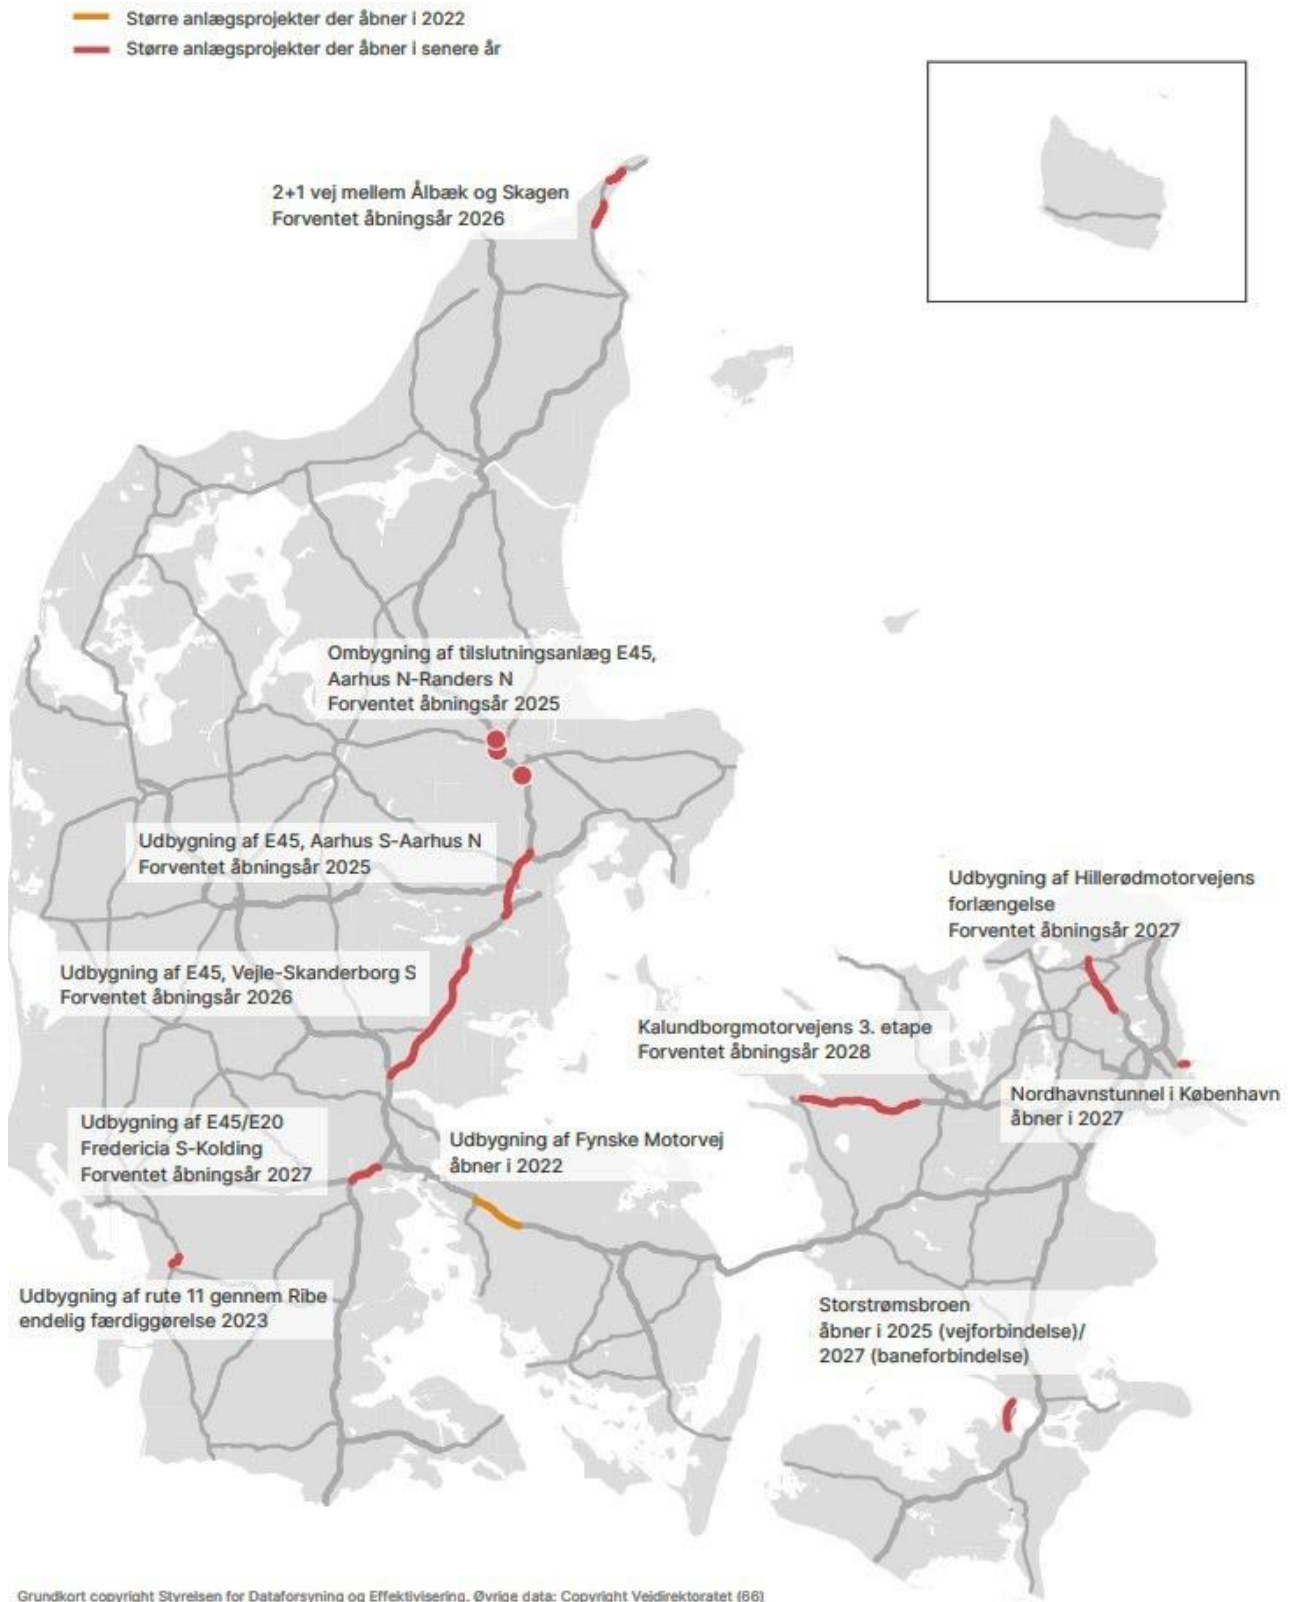 Større anlægsprojekter der åbner i 2022
Større anlægsprojekter der åbner i senere år
2+1 vej mellem Ålbæk og Skagen
Forventet åbningsår 2026
Ombygning af tilslutningsanlæg E45,
Aarhus N-Randers N
Forventet åbningsår 2025
Udbygning af E45, Aarhus S-Aarhus N
Forventet åbningsår 2025
Udbygning af Hillerødmotorvejens
forlængelse
Forventet åbningsår 2027
Udbygning af E45, Vejle-Skanderborg S
Forventet åbningsår 2026
Kalundborgmotorvejens 3. etape
Forventet åbningsår 2028
Nordhavnstunnel i København
åbner i 2027
Udbygning af E45/E20
Fredericia S-Kolding
Forventet åbningsår 2027
Udbygning af Fynske Motorvej
åbner i 2022
Udbygning af rute 11 gennem Ribe
endelig færdiggørelse 2023
Storstrømsbroen
åbner i 2025 (vejforbindelse)/
2027 (baneforbindelse)
Grundkort copyright Styrelsen for Dataforsyning og Effektivisering. Øvrige data: Copyright Vejdirektoratet (66)